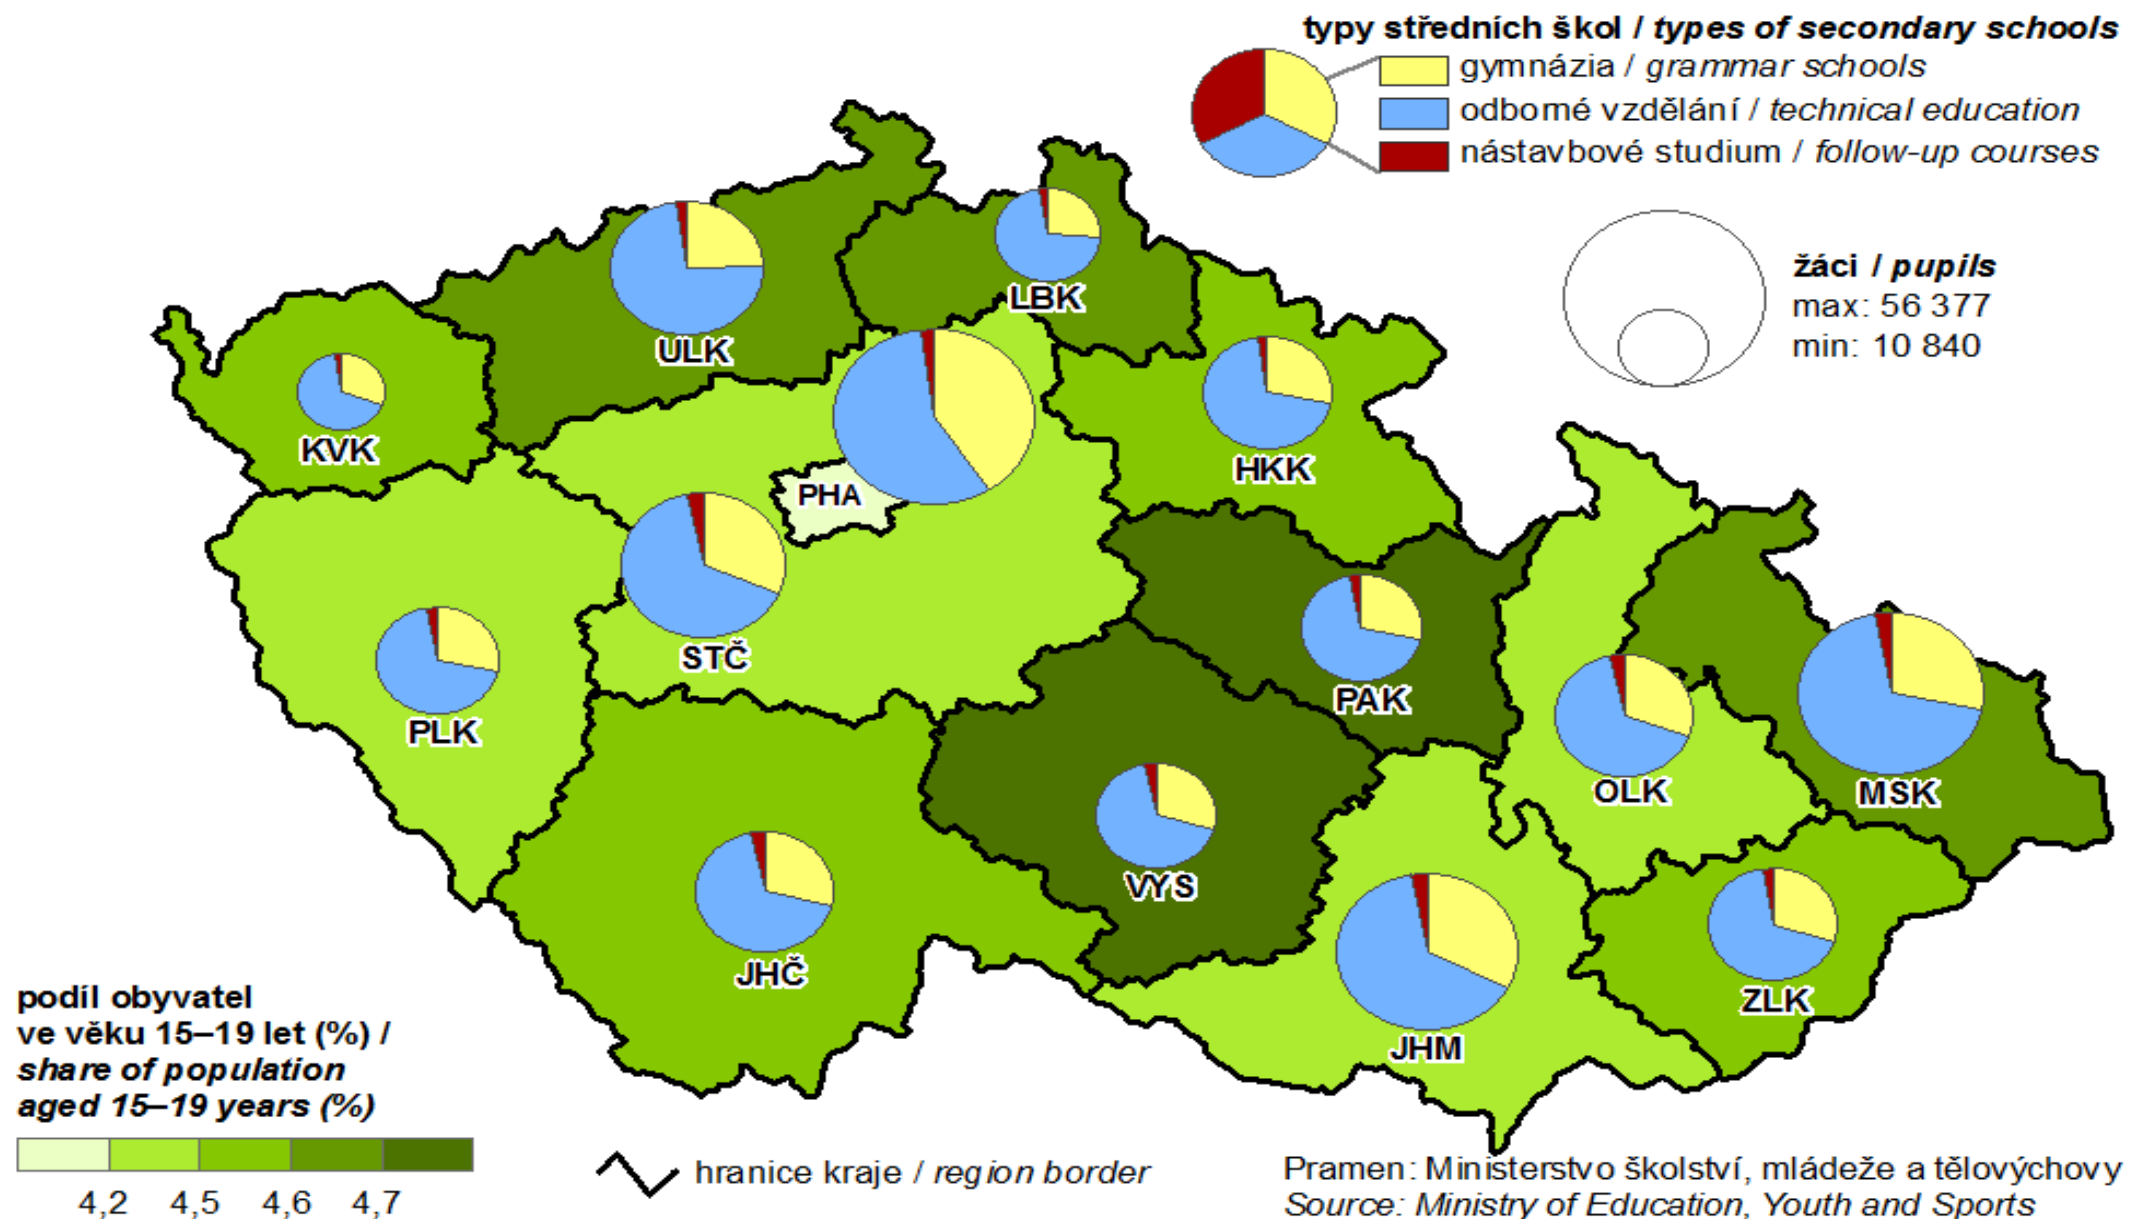 typy středních škol / types of secondary schools
gymnázia / grammar schools
odborné vzdělání / technical education
nástavbové studium / follow-up courses
žáci / pupils
max: 56 377
min: 10 840
LBK
ULK
KVK
HKK
PHA
STČ
PLK
PAK
OLK
MSK
VYS
JHČ
ZLK
JHM
podíl obyvatel
ve věku 15–19 let (%) /
share of population
aged 15–19 years (%)
4,2 4,5 4,6 4,7
hranice kraje / region border
Pramen: Ministerstvo školství, mládeže a tělovýchovy
Source: Ministry of Education, Youth and Sports